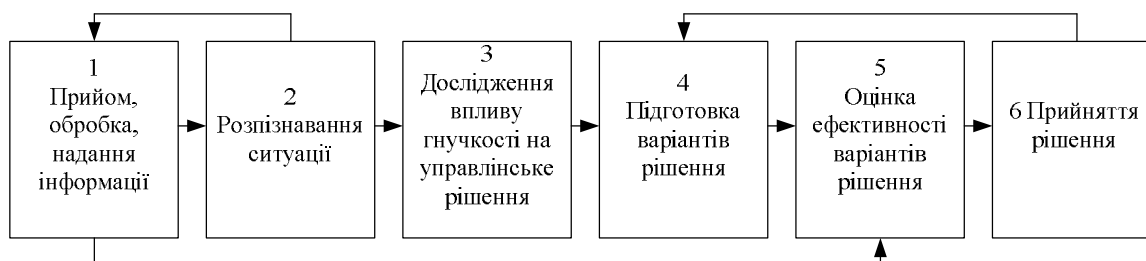 1
Прийом,
обробка,
надання
інформації
2
Розпізнавання
ситуації
3
Дослідження
впливу
гнучкості на
управлінське
рішення
4
Підготовка
варіантів
рішення
5
Оцінка
ефективності
варіантів
рішення
6 Прийняття
рішення